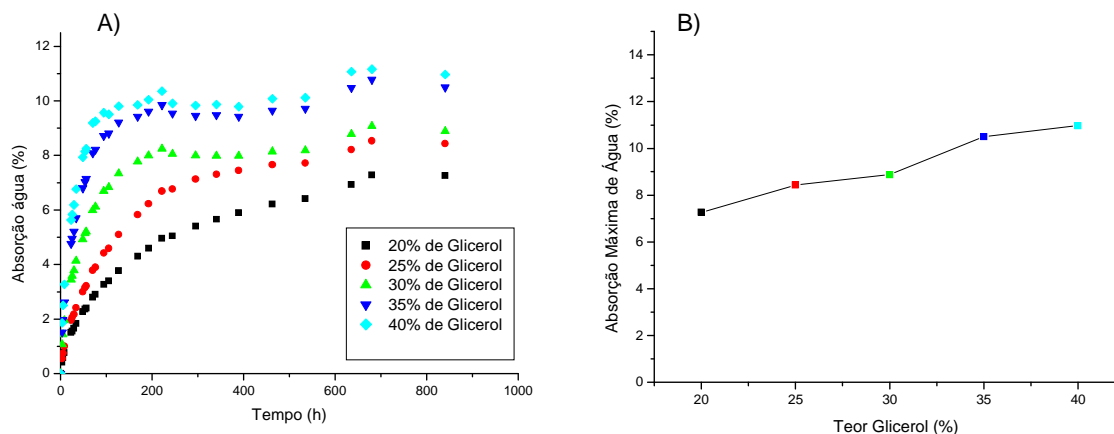 A)
Absorção água (%)
12
10
8
6
4
2
0
0 200 400 600 800 1000
Tempo (h)
20% de Glicerol
25% de Glicerol
30% de Glicerol
35% de Glicerol
40% de Glicerol
B)
Absorção Máxima de Água (%)
14
12
10
8
6
4
2
0
20 25 30 35 40
Teor Glicerol (%)